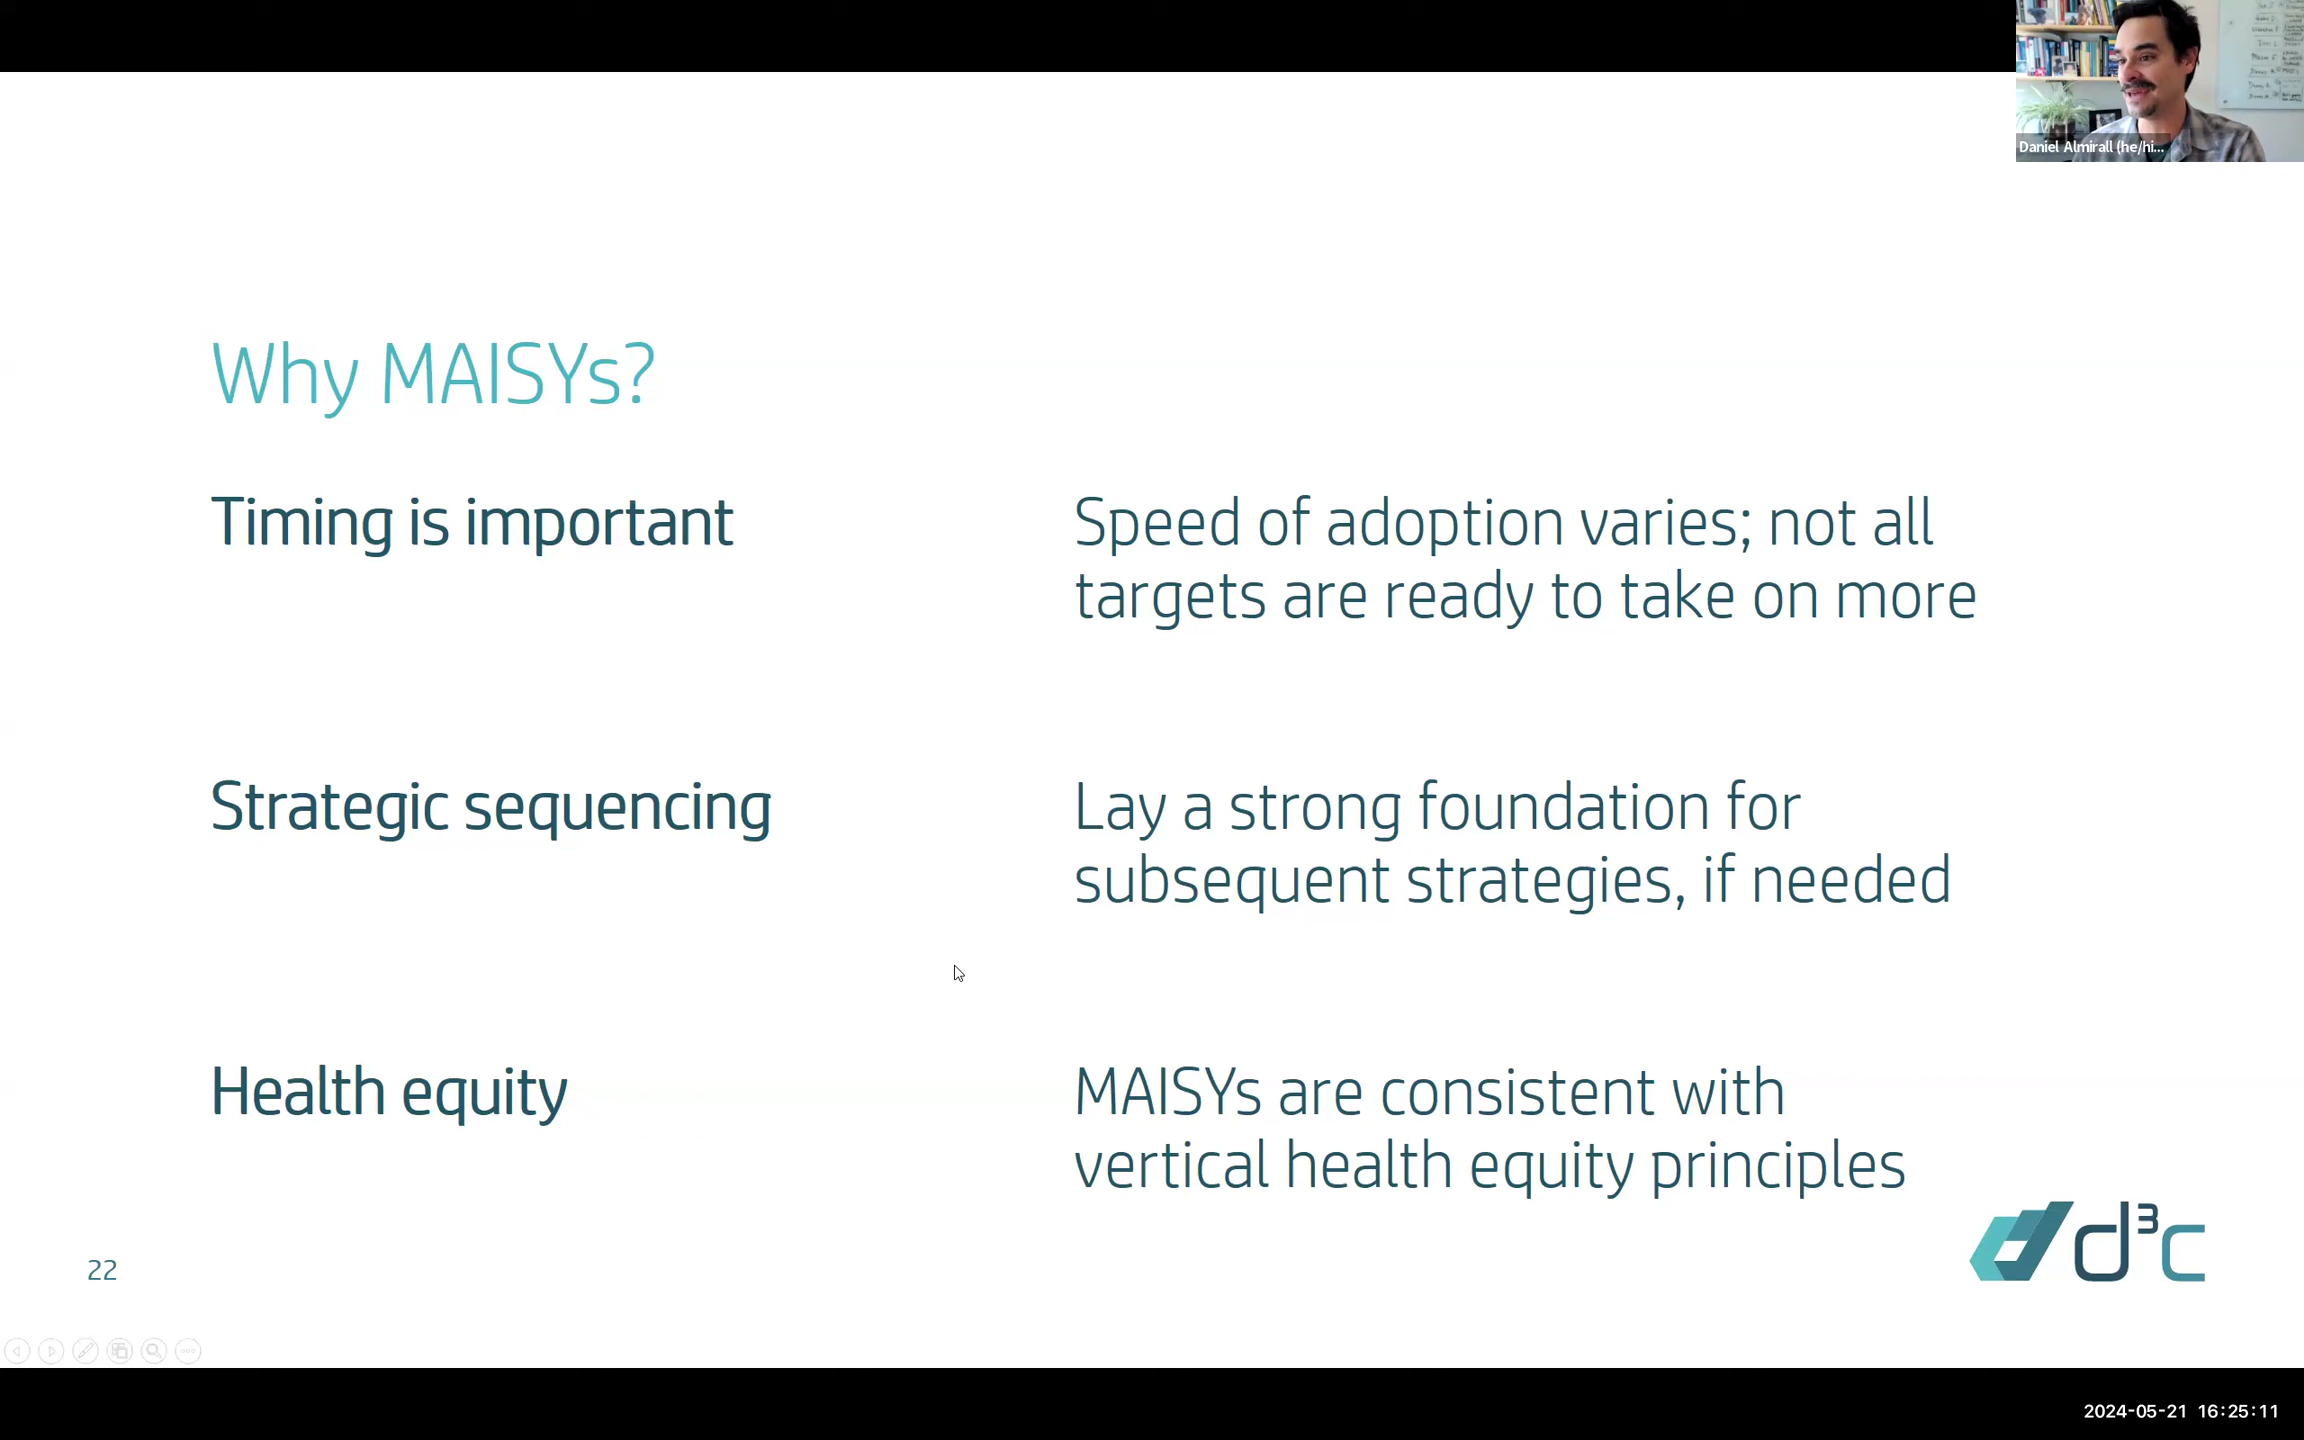 Daniel Almirall (he/hi...
Why MAISYs?
Timing is important
Speed of adoption varies; not all
targets are ready to take on more
Strategic sequencing
Lay a strong foundation for
subsequent strategies, if needed
Health equity
MAISYs are consistent with
vertical health equity principles
22
d³c
2024-05-21 16:25:11